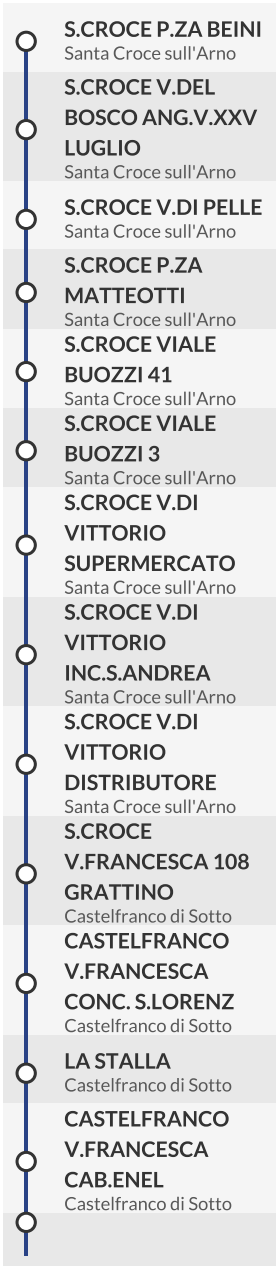 S.CROCE P.ZA BEINI
Santa Croce sull'Arno
S.CROCE V.DEL
BOSCO ANG.V.XXV
LUGLIO
Santa Croce sull'Arno
S.CROCE V.DI PELLE
Santa Croce sull'Arno
S.CROCE P.ZA
MATTEOTTI
Santa Croce sull'Arno
S.CROCE VIALE
BUOZZI 41
Santa Croce sull'Arno
S.CROCE VIALE
BUOZZI 3
Santa Croce sull'Arno
S.CROCE V.DI
VITTORIO
SUPERMERCATO
Santa Croce sull'Arno
S.CROCE V.DI
VITTORIO
INC.S.ANDREA
Santa Croce sull'Arno
S.CROCE V.DI
VITTORIO
DISTRIBUTORE
Santa Croce sull'Arno
S.CROCE
V.FRANCESCA 108
GRATTINO
Castelfranco di Sotto
CASTELFRANCO
V.FRANCESCA
CONC. S.LORENZ
Castelfranco di Sotto
LA STALLA
Castelfranco di Sotto
CASTELFRANCO
V.FRANCESCA
CAB.ENEL
Castelfranco di Sotto